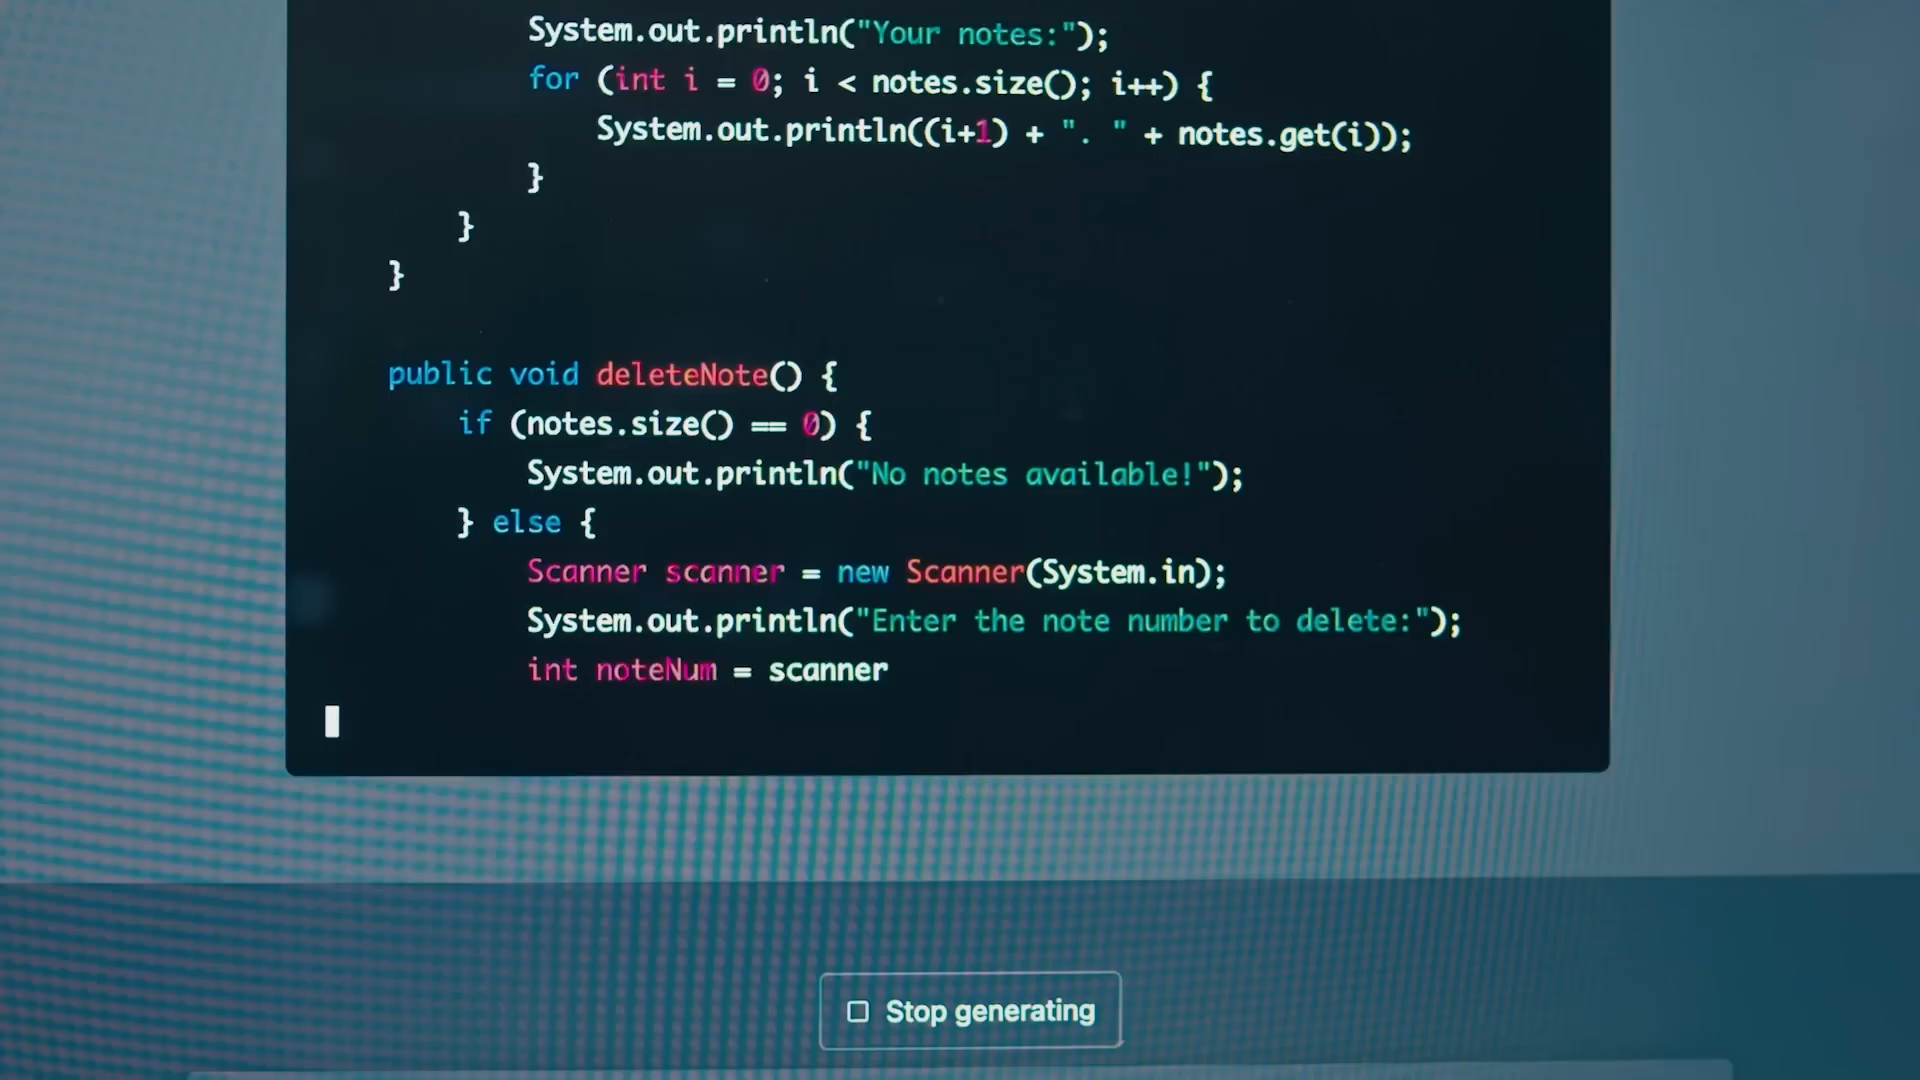 System.out.println("Your notes:");
for (int i = 0; i < notes.size(); i++) {
System.out.println((i+1) + ". " + notes.get(i));
}
}
}
public void deleteNote() {
if (notes.size() == 0) {
System.out.println("No notes available!");
} else {
Scanner scanner = new Scanner(System.in);
System.out.println("Enter the note number to delete:");
int noteNum = scanner
Stop generating